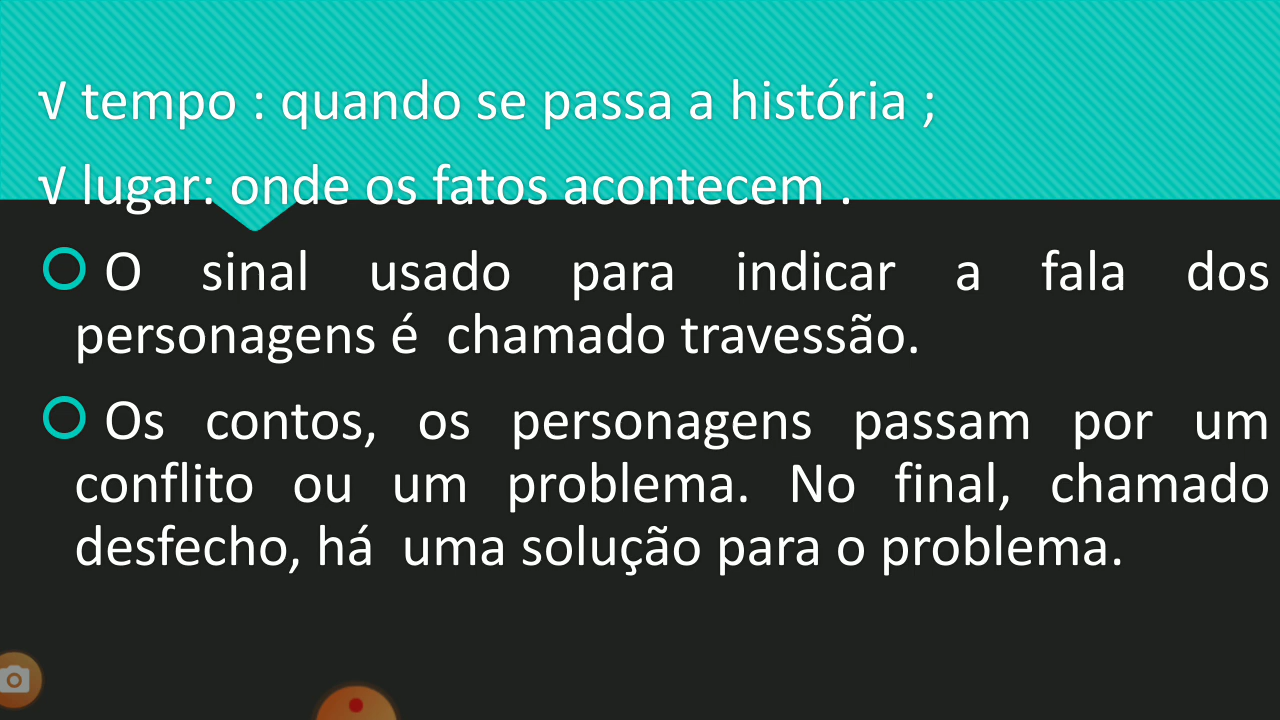 √ tempo : quando se passa a história ;
√ lugar: onde os fatos acontecem .
O sinal usado para indicar a fala dos
personagens é chamado travessão.
Os contos, os personagens passam por um
conflito ou um problema. No final, chamado
desfecho, há uma solução para o problema.